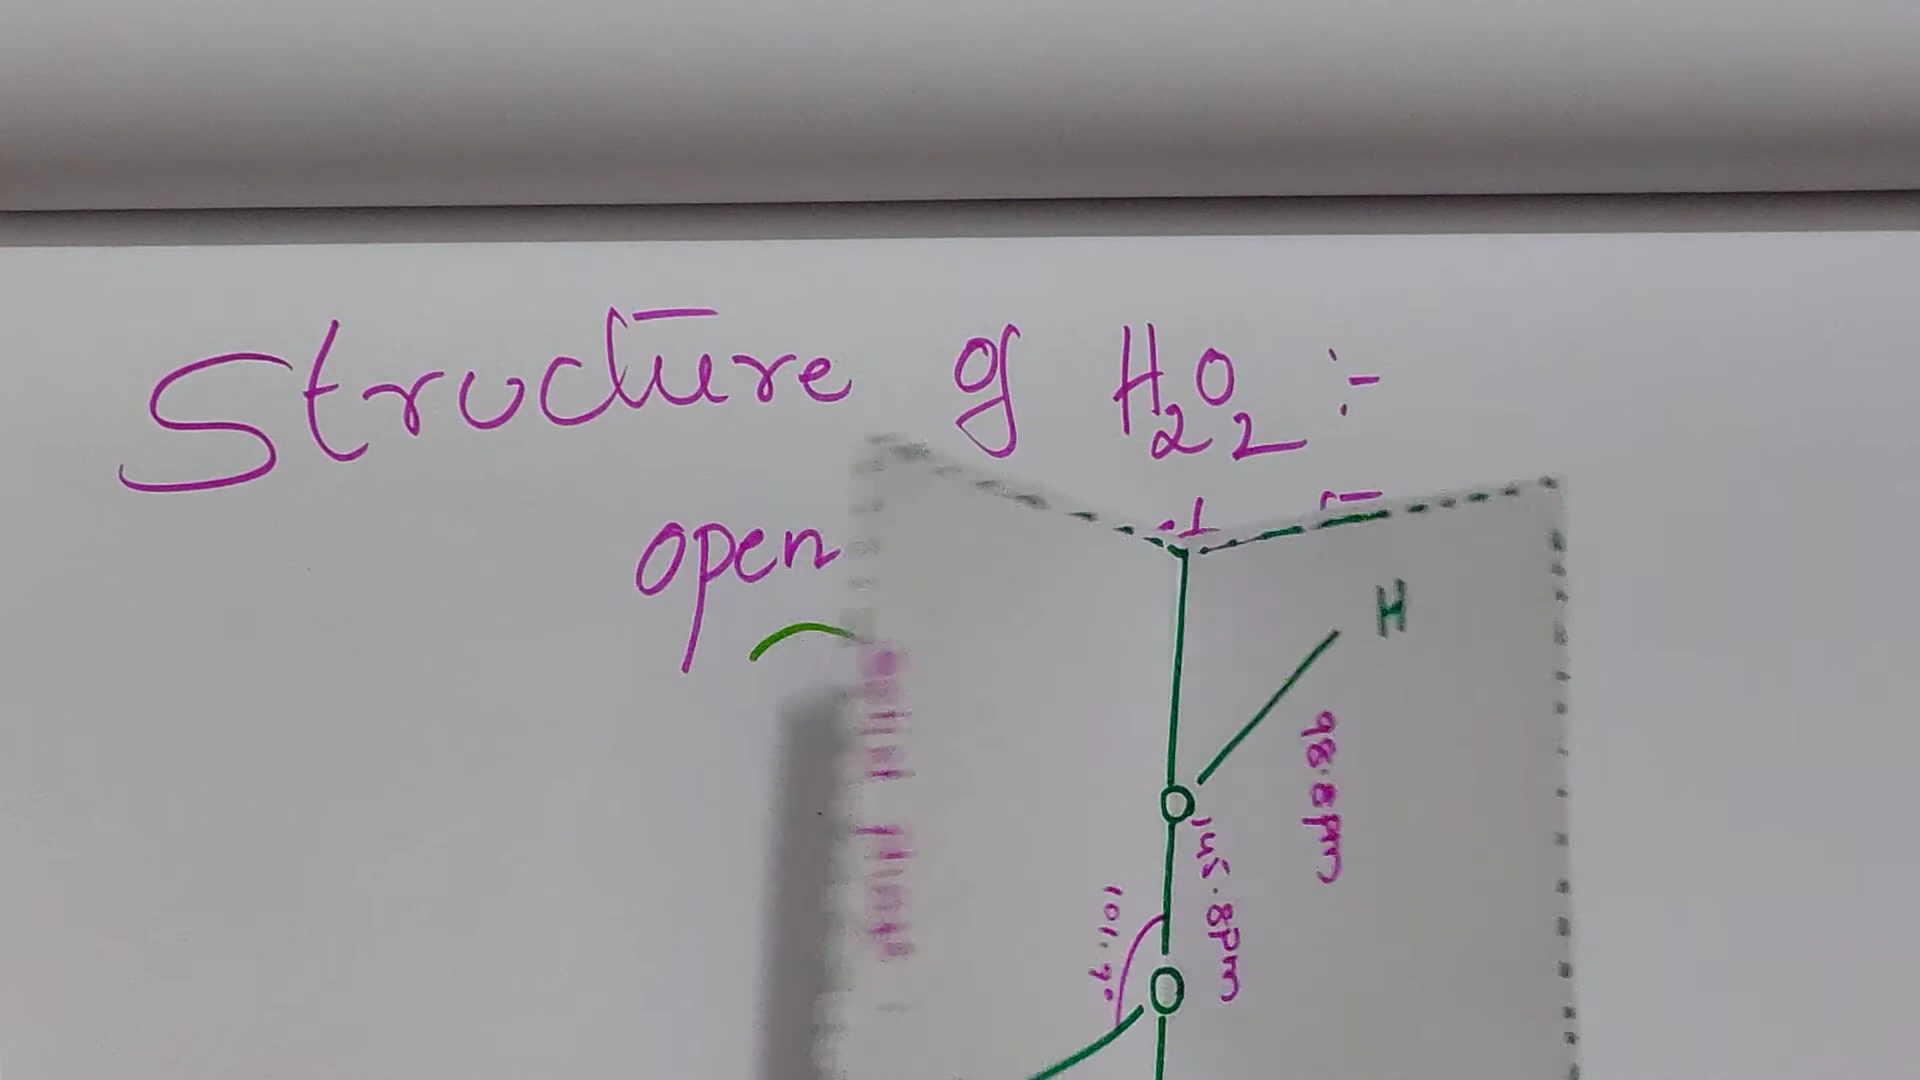 Structure of H2O2 :-
open
H
98.8pm
O
145.8pm
101.9°
O